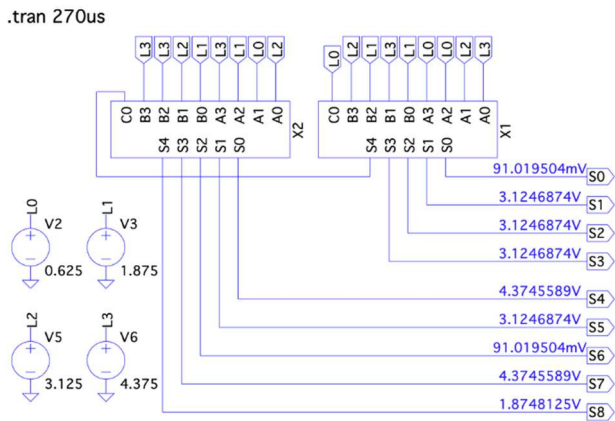 .tran 270us
L3 L3 L2 L1 L3 L1 L0 L2
L0 L2 L1 L3 L1 L0 L0 L2 L3
C0 B3 B2 B1 B0 A3 A2 A1 A0
S4 S3 S2 S1 S0
X2
C0 B3 B2 B1 B0 A3 A2 A1 A0
S4 S3 S2 S1 S0
X1
91.019504mV S0
3.1246874V S1
3.1246874V S2
3.1246874V S3
4.3745589V S4
3.1246874V S5
91.019504mV S6
4.3745589V S7
1.8748125V S8
L0 V2 0.625
L1 V3 1.875
L2 V5 3.125
L3 V6 4.375